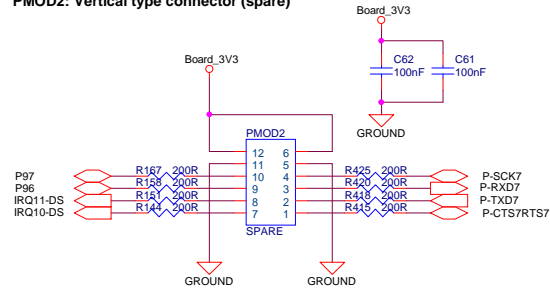 PMOD2: Vertical type connector (spare)
Board_3V3
C62
100nF
C61
100nF
GROUND
Board_3V3
PMOD2
12 6
11 5
P97 R167 200R 10 4 R425 200R P-SCK7
P96 R158 200R 9 3 R420 200R P-RXD7
IRQ11-DS R151 200R 8 2 R418 200R P-TXD7
IRQ10-DS R144 200R 7 1 R415 200R P-CTS7RTS7
SPARE
GROUND GROUND